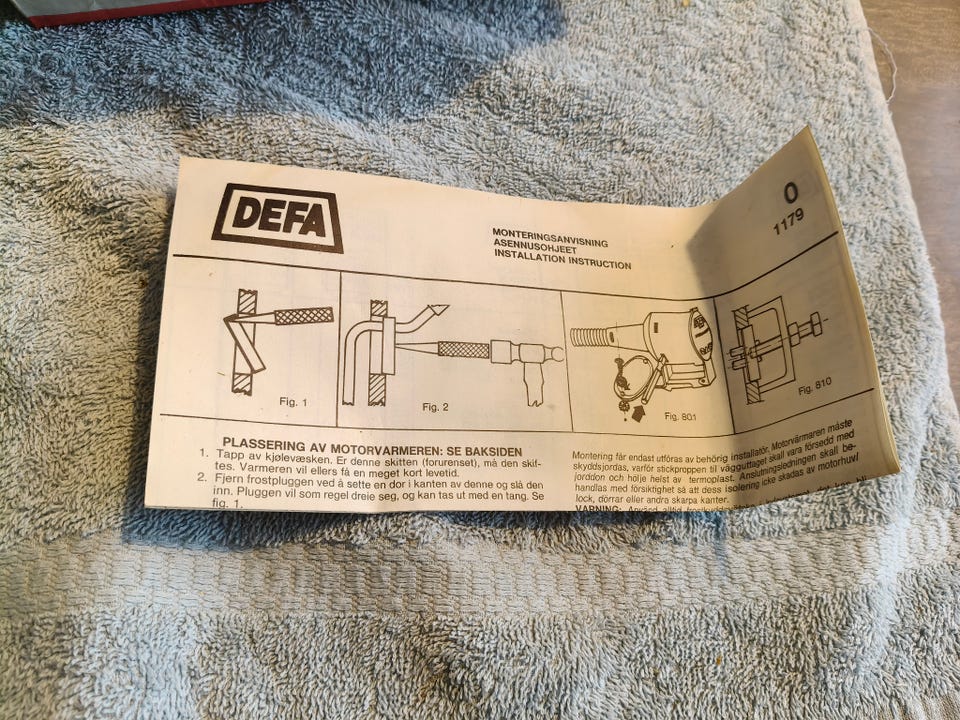 DEFA
MONTERINGSANVISNING
ASENNUSOHJEET
INSTALLATION INSTRUCTION
0
1179
Fig. 1
Fig. 2
Fig. 801
Fig. 810
PLASSERING AV MOTORVARMEREN: SE BAKSIDEN
1. Tapp av kjølevæsken. Er denne skitten (forurenset), må den skif-
tes. Varmeren vil ellers få en meget kort levetid.
2. Fjern frostpluggen ved å sette en dor i kanten av denne og slå den
inn. Pluggen vil som regel dreie seg, og kan tas ut med en tang. Se
fig. 1.
Montering får endast utföras av behörig installatör. Motorvärmaren måste
skyddsjordas, varför stickproppen til vägguttaget skall vara försedd med
jorddon och hölje helst av termoplast. Anslutningsledningen skall be-
handlas med försiktighet så att dess isolering icke skadas av motorhuv/
lock, dörrar eller andra skarpa kanter.
VARNING: Använd alltid